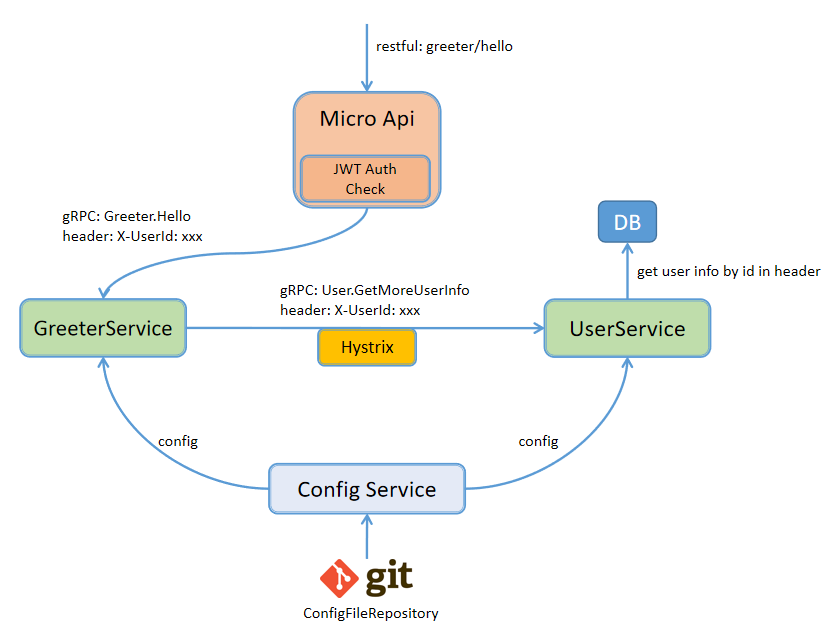 restful: greeter/hello
Micro Api
JWT Auth
Check
gRPC: Greeter.Hello
header: X-UserId: xxx
DB
get user info by id in header
gRPC: User.GetMoreUserInfo
header: X-UserId: xxx
GreeterService
UserService
Hystrix
config
config
Config Service
git
ConfigFileRepository